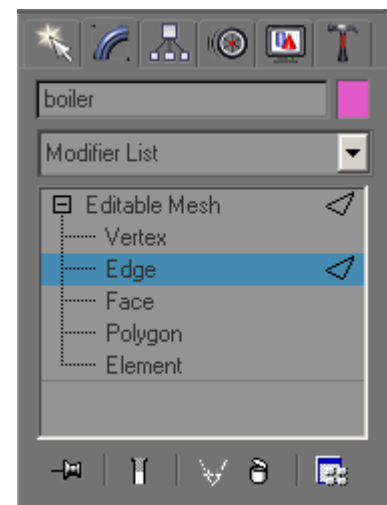 boiler
Modifier List
Editable Mesh
Vertex
Edge
Face
Polygon
Element